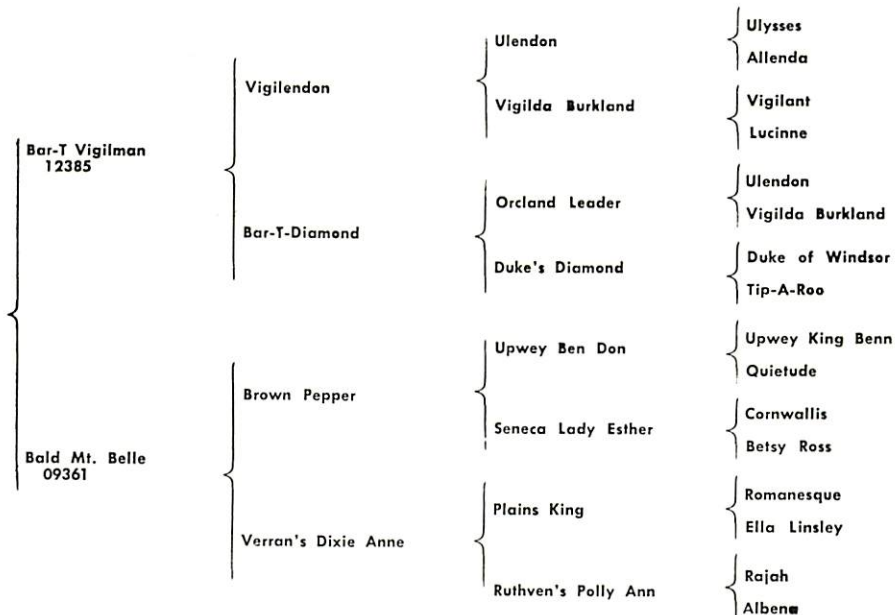 Bar-T Vigilman
12385
Bald Mt. Belle
09361
Vigilendon
Bar-T-Diamond
Brown Pepper
Verran's Dixie Anne
Ulendon
Vigilda Burkland
Orcland Leader
Duke's Diamond
Upwey Ben Don
Seneca Lady Esther
Plains King
Ruthven's Polly Ann
Ulysses
Allenda
Vigilant
Lucinne
Ulendon
Vigilda Burkland
Duke of Windsor
Tip-A-Roo
Upwey King Benn
Quietude
Cornwallis
Betsy Ross
Romanesque
Ella Linsley
Rajah
Albena